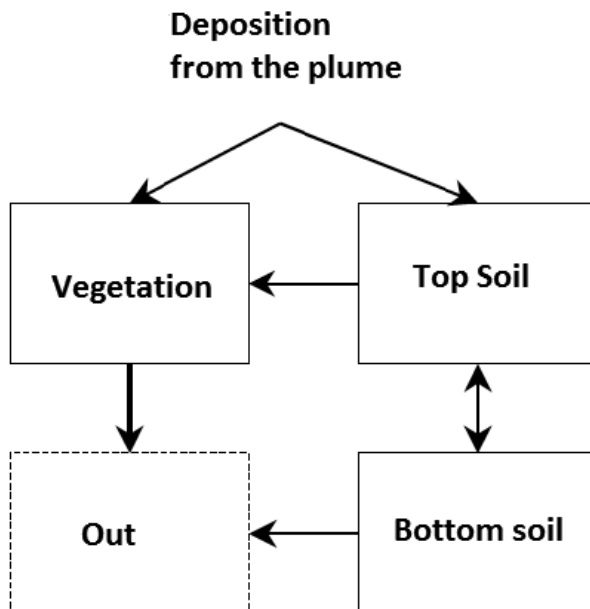 Deposition
from the plume
Vegetation
Top Soil
Out
Bottom soil